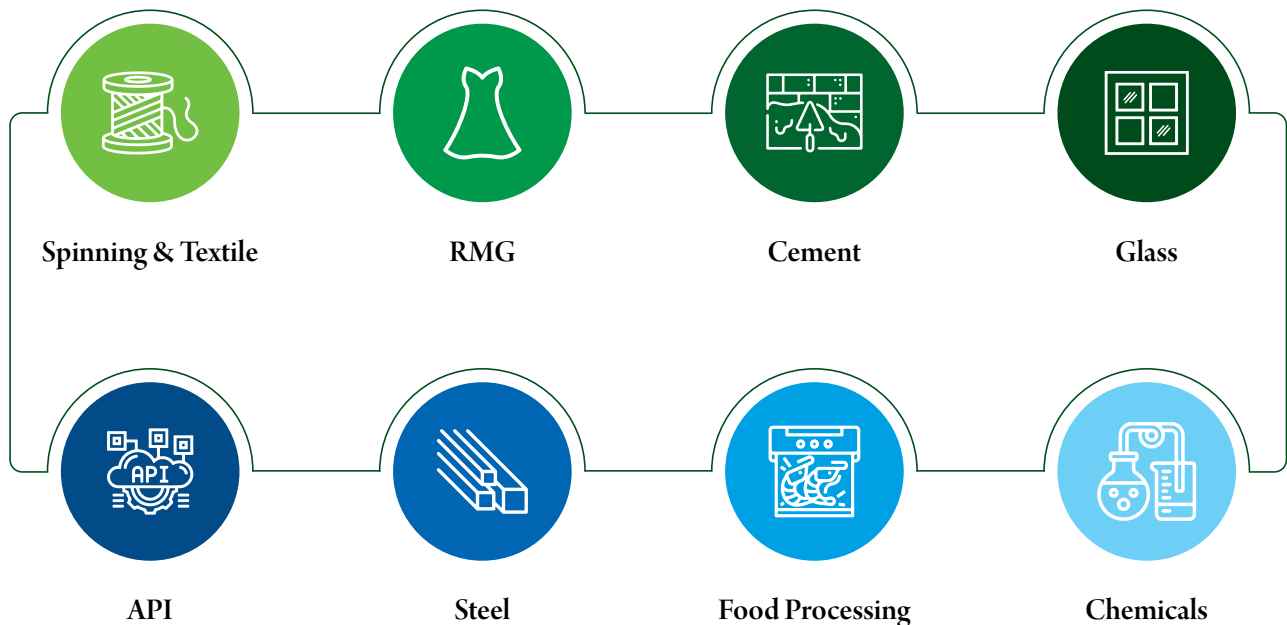 Spinning & Textile
RMG
Cement
Glass
API
API
Steel
Food Processing
Chemicals